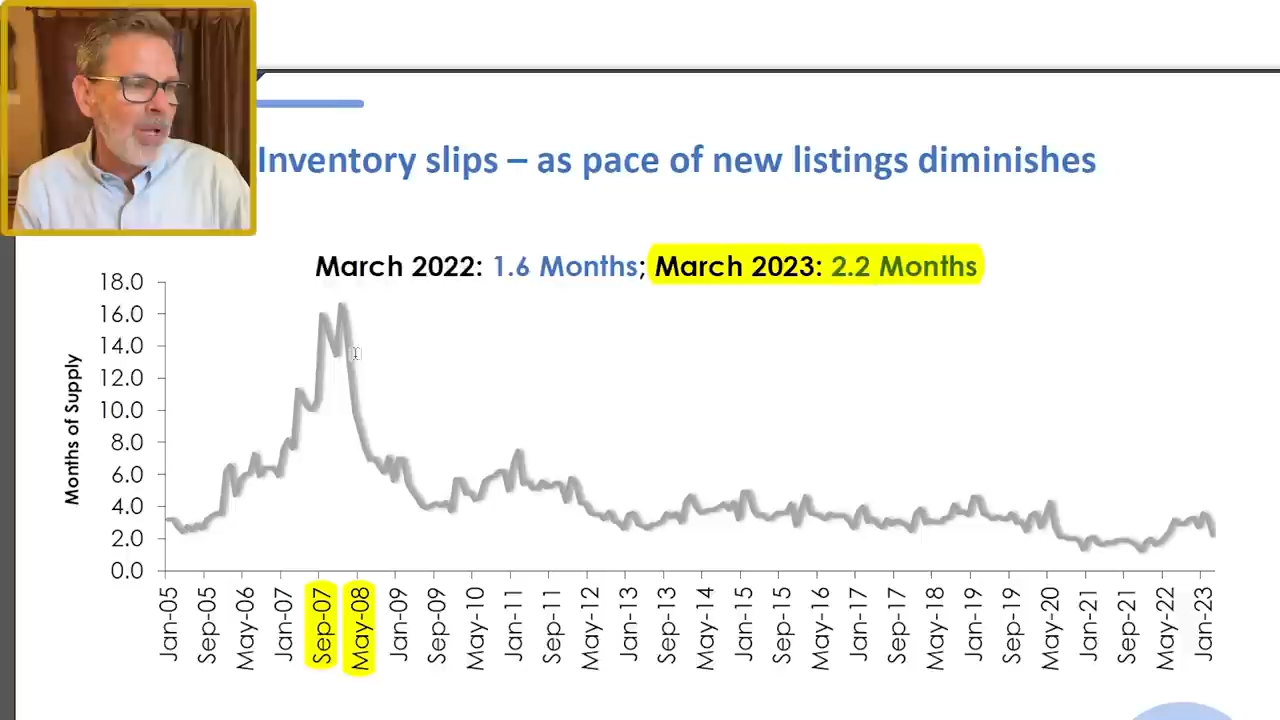 Inventory slips – as pace of new listings diminishes
March 2022: 1.6 Months; March 2023: 2.2 Months
18.0
16.0
14.0
12.0
10.0
8.0
6.0
4.0
2.0
0.0
Months of Supply
Jan-05
Sep-05
May-06
Jan-07
Sep-07
May-08
Jan-09
Sep-09
May-10
Jan-11
Sep-11
May-12
Jan-13
Sep-13
May-14
Jan-15
Sep-15
May-16
Jan-17
Sep-17
May-18
Jan-19
Sep-19
May-20
Jan-21
Sep-21
May-22
Jan-23